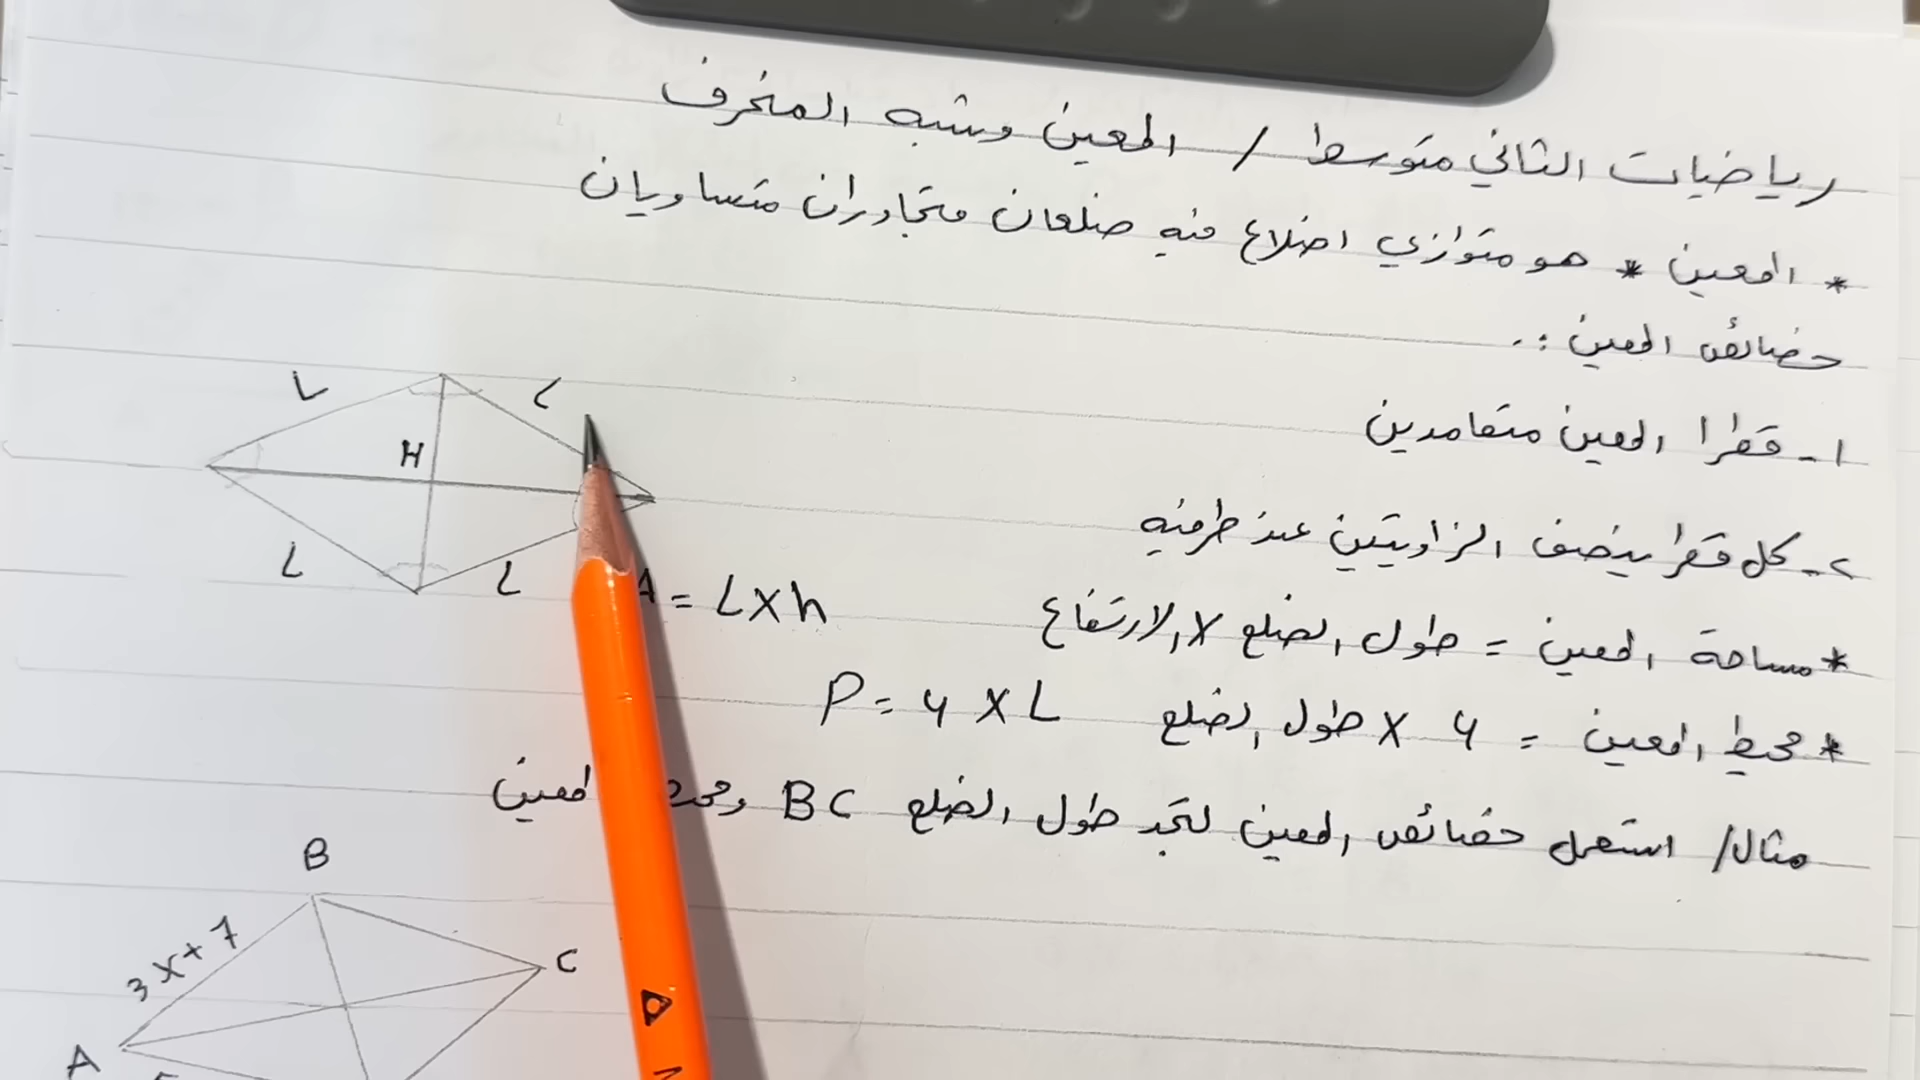 رياضيات الثاني متوسط / المعين وشبه المنحرف
* المعين * هو متوازي اضلاع فيه ضلعان متجاوران متساويان
خصائص المعين :.
١- قطرا المعين متعامدين
٢- كل قطر ينصف الزاويتين عند طرفيه
* مساحة المعين = طول الضلع X الارتفاع A = L X h
* محيط المعين = 4 X طول الضلع P = 4 X L
مثال/ استعمل خصائص المعين لتجد طول الضلع BC المعين
L
L
H
L
L
B
3X+7
C
A